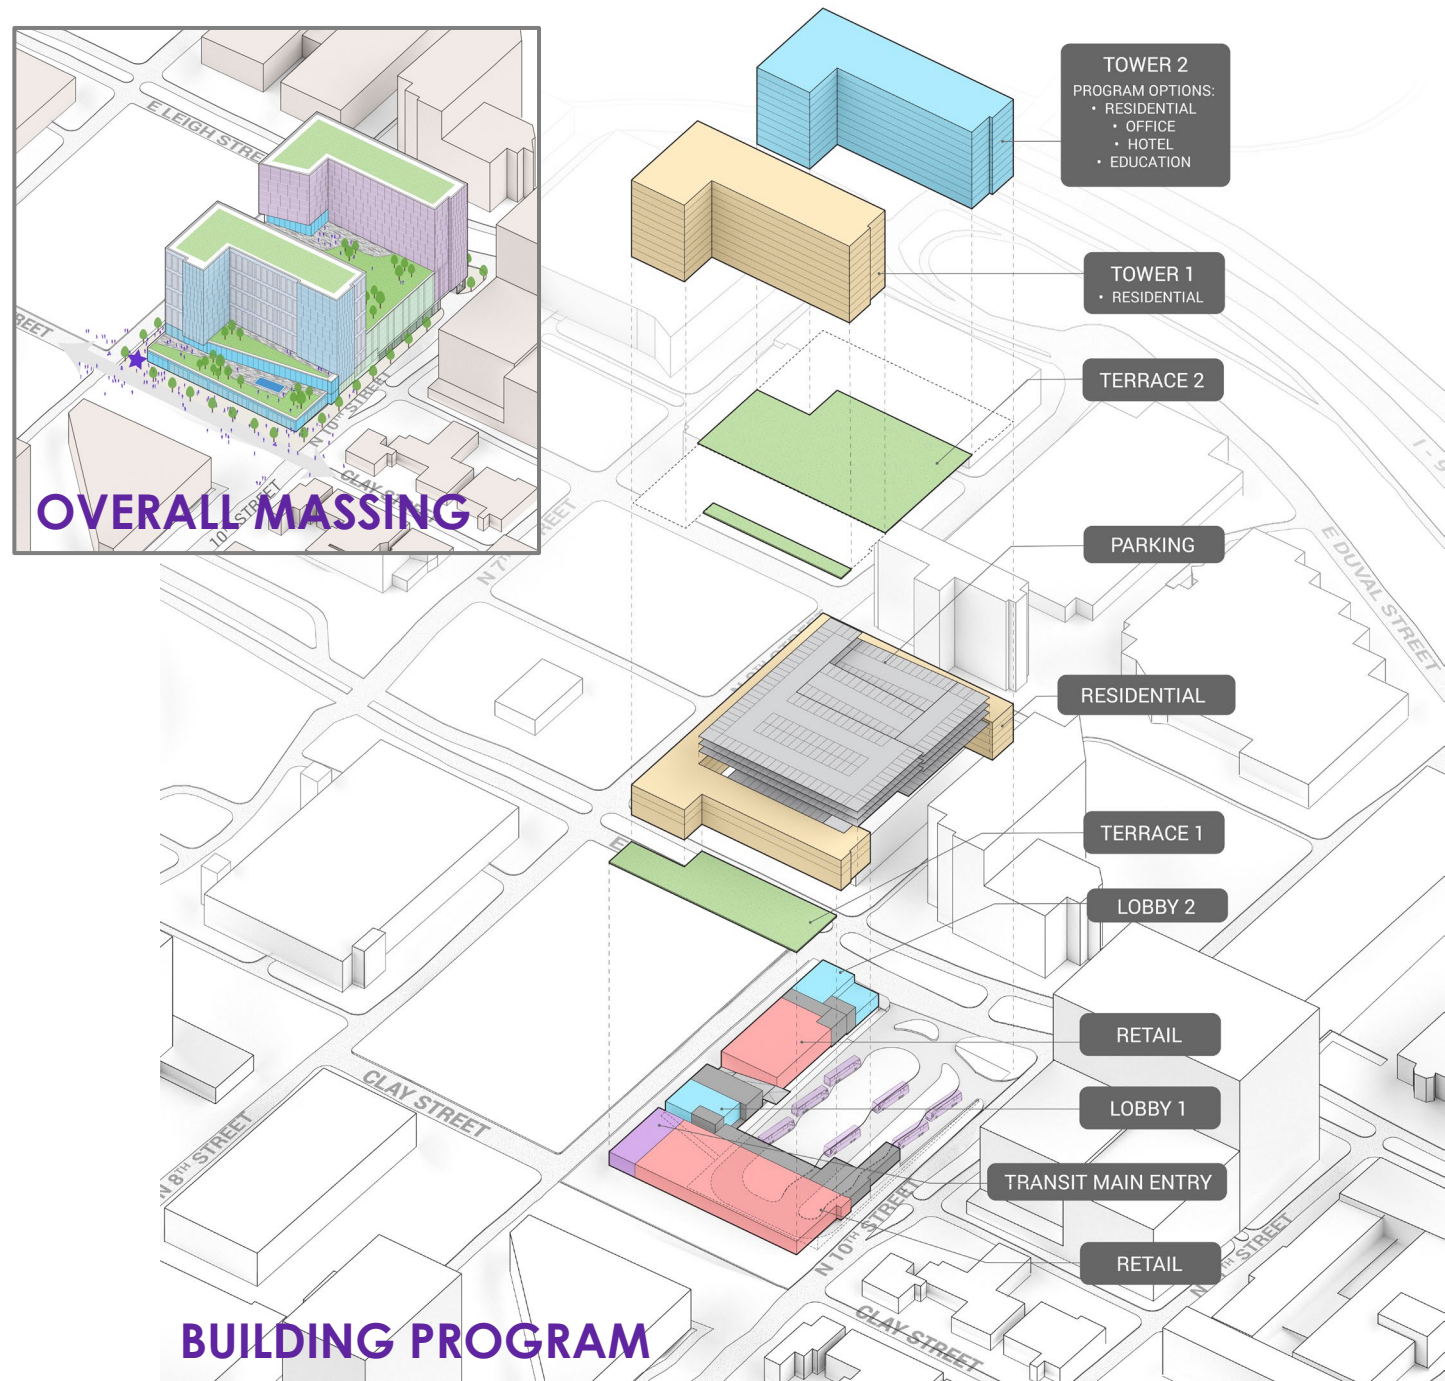 E LEIGH STREET
N 10TH STREET
CLAY
10TH STREET
OVERALL MASSING
TOWER 2
PROGRAM OPTIONS:
• RESIDENTIAL
• OFFICE
• HOTEL
• EDUCATION
TOWER 1
• RESIDENTIAL
TERRACE 2
PARKING
RESIDENTIAL
TERRACE 1
LOBBY 2
RETAIL
LOBBY 1
TRANSIT MAIN ENTRY
RETAIL
N 7TH STREET
E DUVAL STREET
CLAY STREET
N 8TH STREET
N 10TH STREET
CLAY STREET
BUILDING PROGRAM